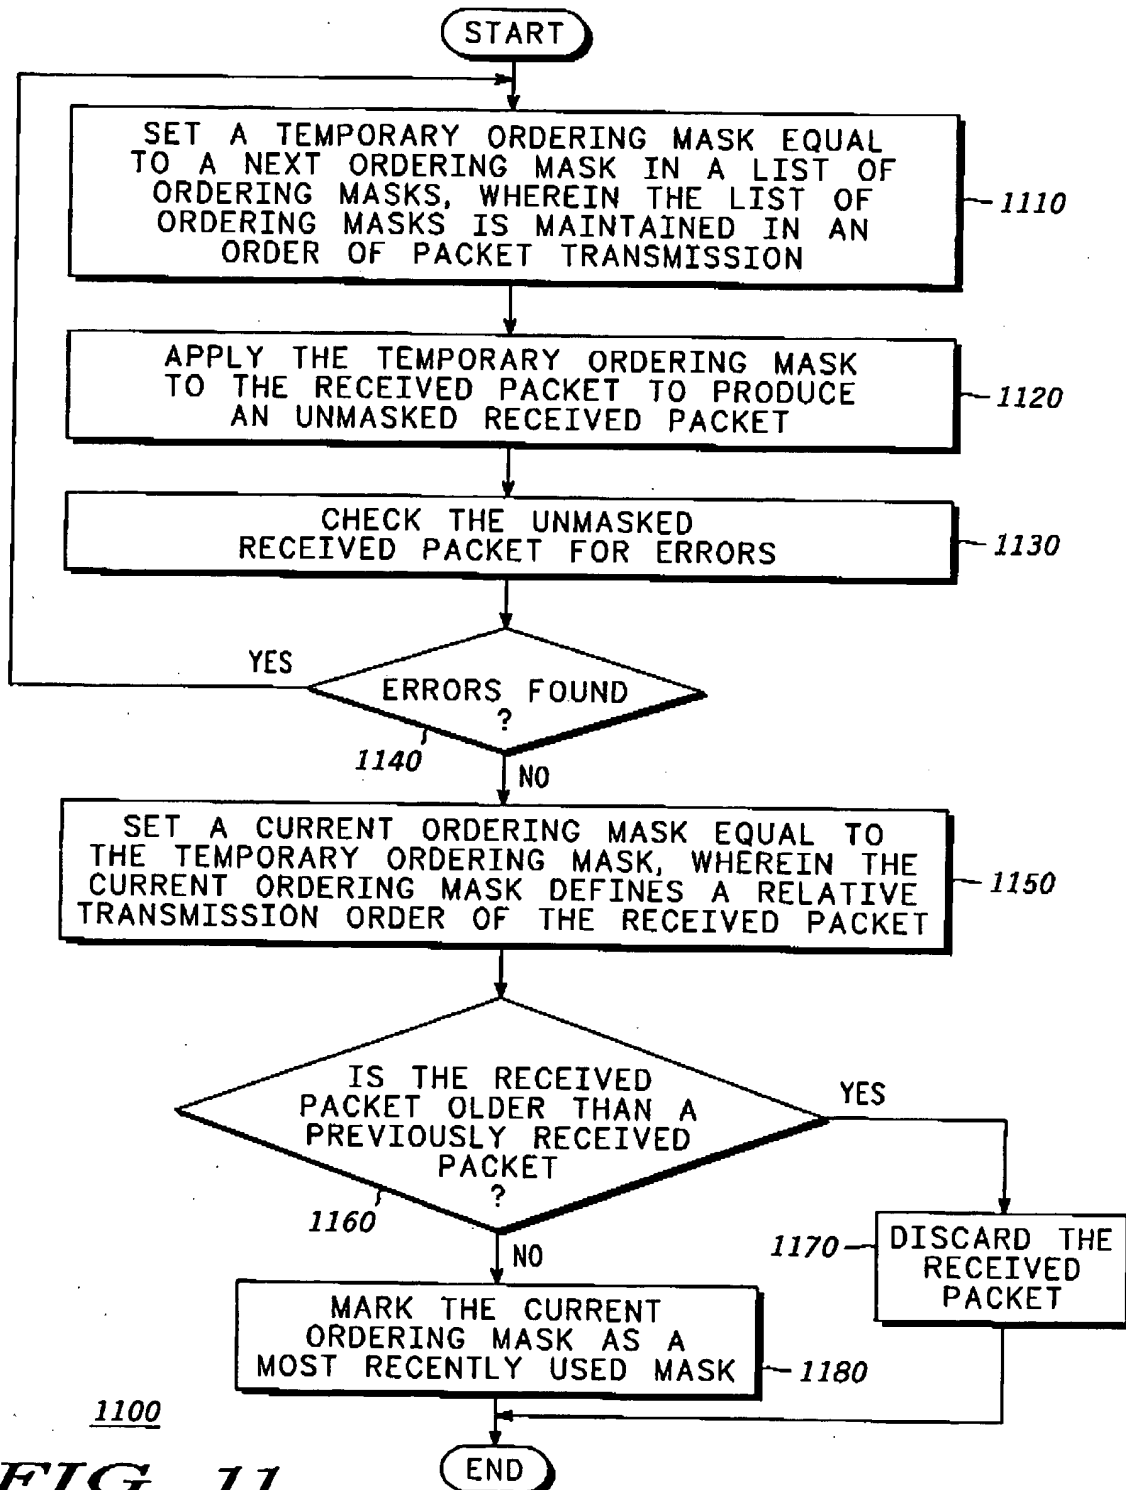 START
SET A TEMPORARY ORDERING MASK EQUAL
TO A NEXT ORDERING MASK IN A LIST OF
ORDERING MASKS, WHEREIN THE LIST OF
ORDERING MASKS IS MAINTAINED IN AN
ORDER OF PACKET TRANSMISSION
1110
APPLY THE TEMPORARY ORDERING MASK
TO THE RECEIVED PACKET TO PRODUCE
AN UNMASKED RECEIVED PACKET
1120
CHECK THE UNMASKED
RECEIVED PACKET FOR ERRORS
1130
YES
ERRORS FOUND
?
1140
NO
SET A CURRENT ORDERING MASK EQUAL TO
THE TEMPORARY ORDERING MASK, WHEREIN THE
CURRENT ORDERING MASK DEFINES A RELATIVE
TRANSMISSION ORDER OF THE RECEIVED PACKET
1150
IS THE RECEIVED
PACKET OLDER THAN A
PREVIOUSLY RECEIVED
PACKET
?
YES
1160
NO
1170
DISCARD THE
RECEIVED
PACKET
MARK THE CURRENT
ORDERING MASK AS A
MOST RECENTLY USED MASK
1180
1100
END
FIG. 11